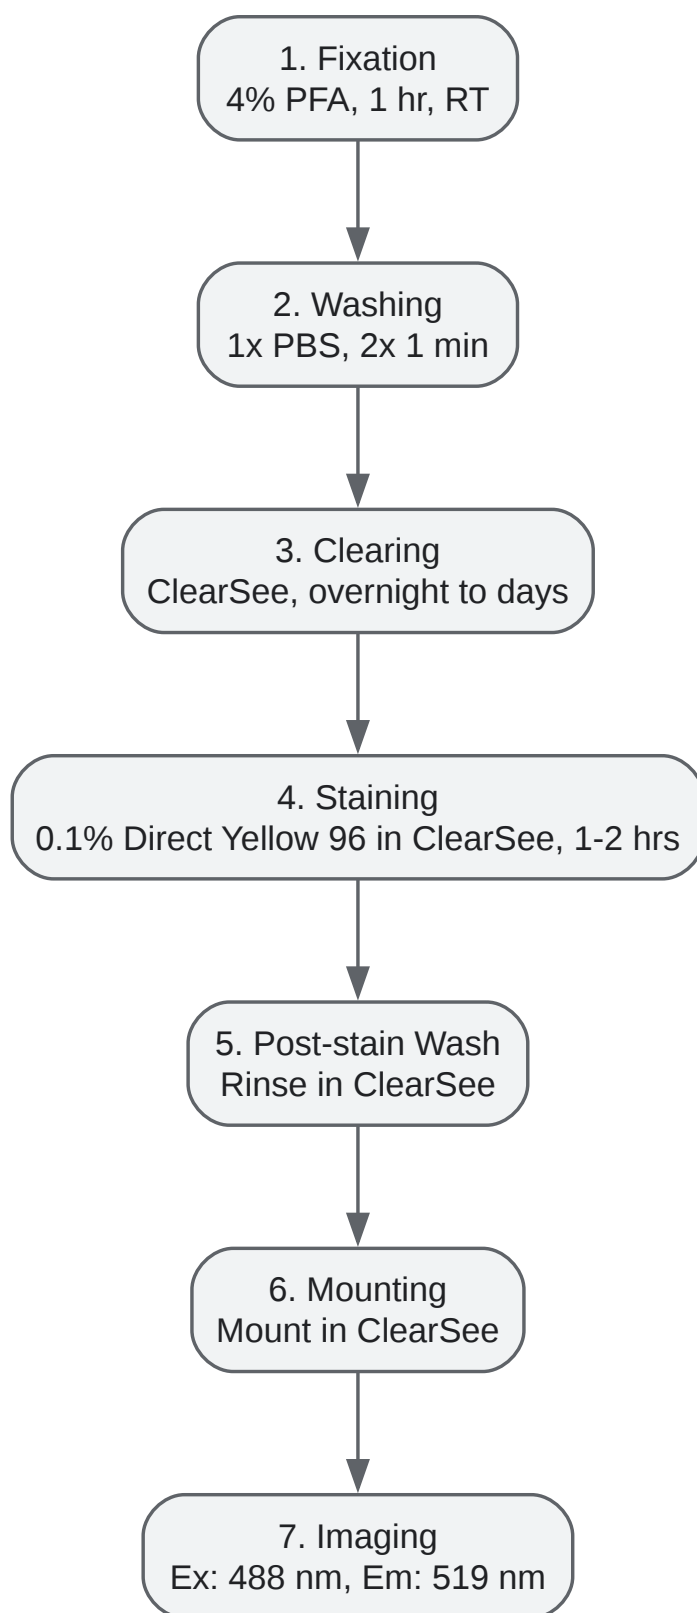 1. Fixation
4% PFA, 1 hr, RT
2. Washing
1x PBS, 2x 1 min
3. Clearing
ClearSee, overnight to days
4. Staining
0.1% Direct Yellow 96 in ClearSee, 1-2 hrs
5. Post-stain Wash
Rinse in ClearSee
6. Mounting
Mount in ClearSee
7. Imaging
Ex: 488 nm, Em: 519 nm